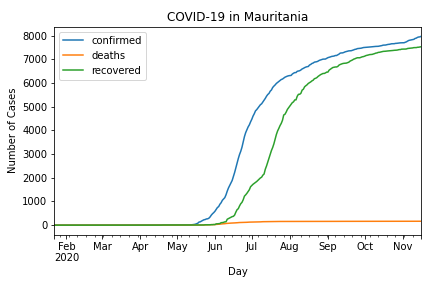 COVID-19 in Mauritania
confirmed
deaths
recovered
Number of Cases
8000
7000
6000
5000
4000
3000
2000
1000
0
Feb Mar Apr May Jun Jul Aug Sep Oct Nov
2020
Day